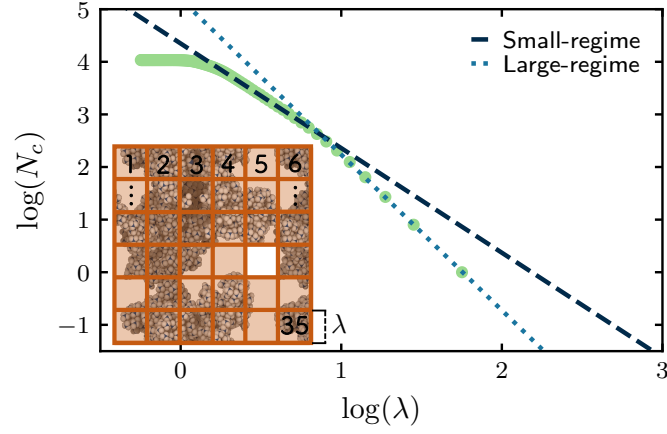 5
4
3
2
1
0
−1
log(N_c)
Small-regime
Large-regime
1 2 3 4 5 6
⋮ ⋮
35
λ
0 1 2 3
log(λ)